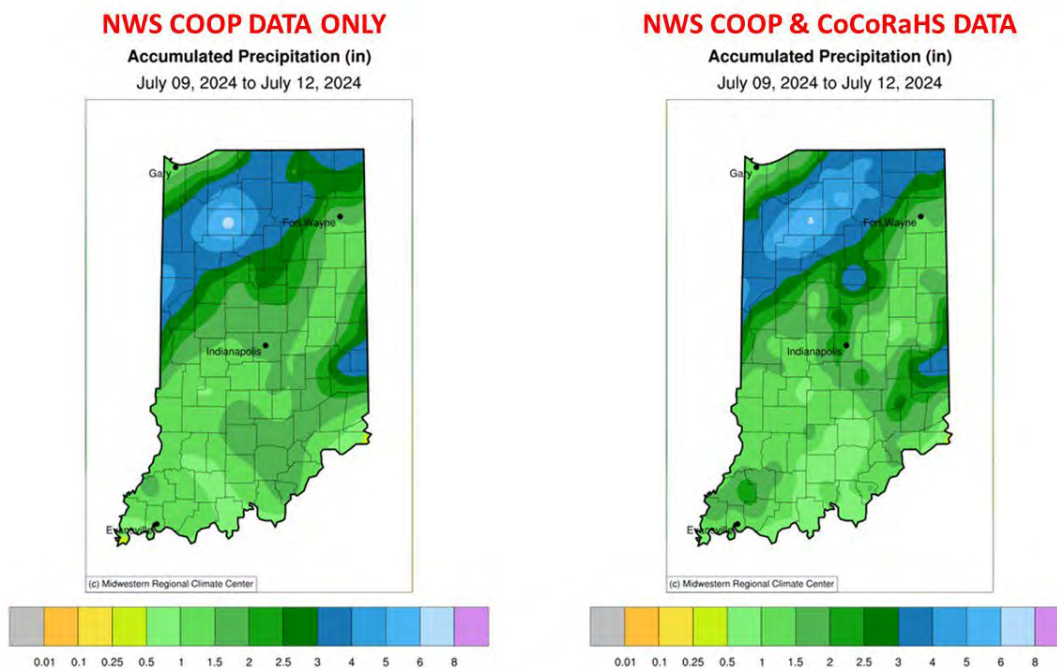 NWS COOP DATA ONLY
Accumulated Precipitation (in)
July 09, 2024 to July 12, 2024
Gary
Fort Wayne
Indianapolis
Evansville
(c) Midwestern Regional Climate Center
0.01 0.1 0.25 0.5 1 1.5 2 2.5 3 4 5 6 8
NWS COOP & CoCoRaHS DATA
Accumulated Precipitation (in)
July 09, 2024 to July 12, 2024
Gary
Fort Wayne
Indianapolis
Evansville
(c) Midwestern Regional Climate Center
0.01 0.1 0.25 0.5 1 1.5 2 2.5 3 4 5 6 8